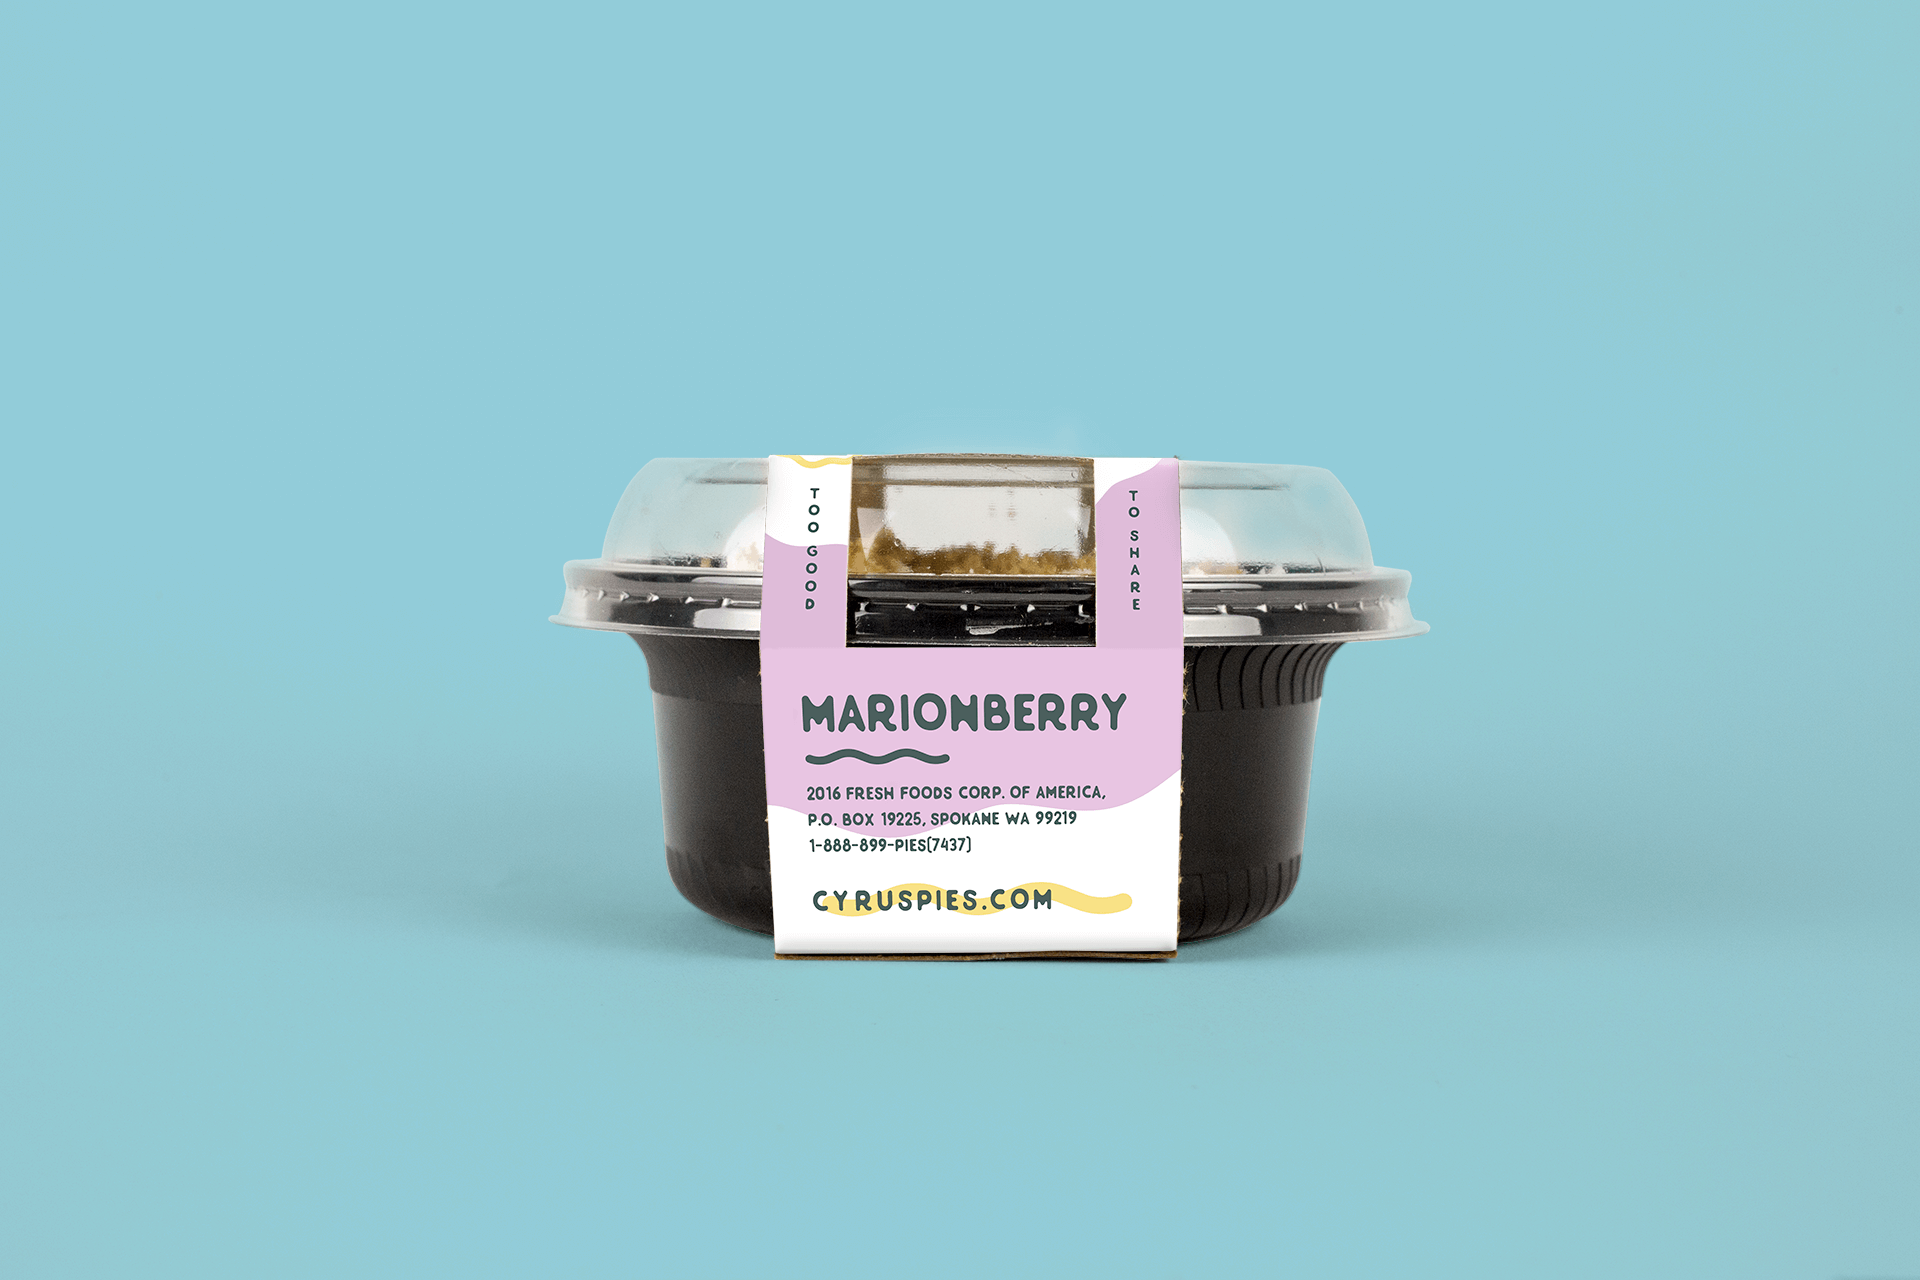 TOO GOOD
TO SHARE
MARIONBERRY
2016 FRESH FOODS CORP. OF AMERICA,
P.O. BOX 19225, SPOKANE WA 99219
1-888-899-PIES(7437)
CYRUSPIES.COM